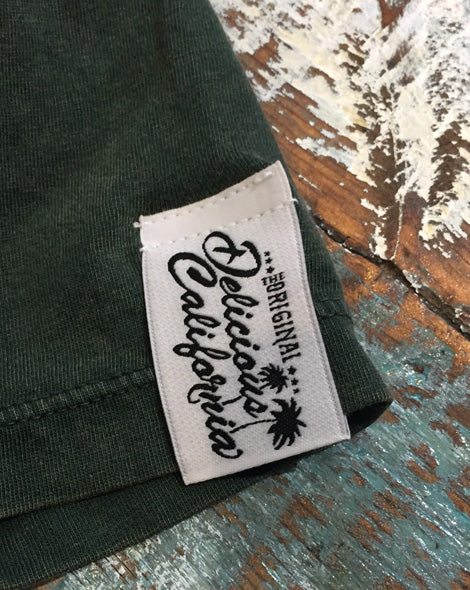 THE ORIGINAL
Delicious
California